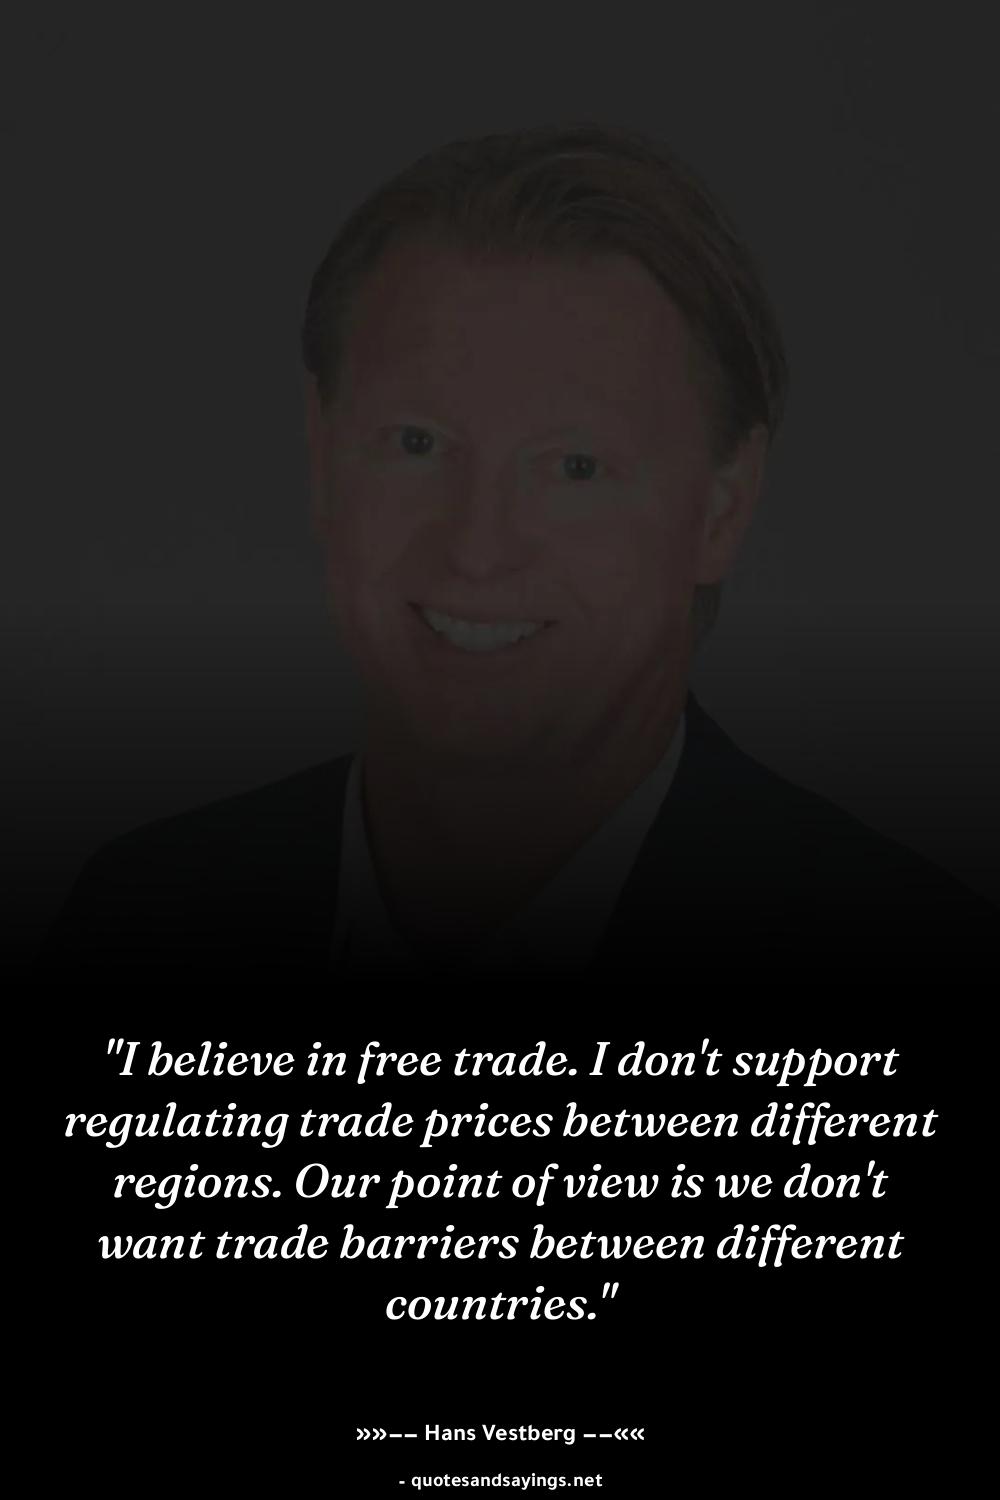 "I believe in free trade. I don't support
regulating trade prices between different
regions. Our point of view is we don't
want trade barriers between different
countries."
»»–– Hans Vestberg ––««
- quotesandsayings.net